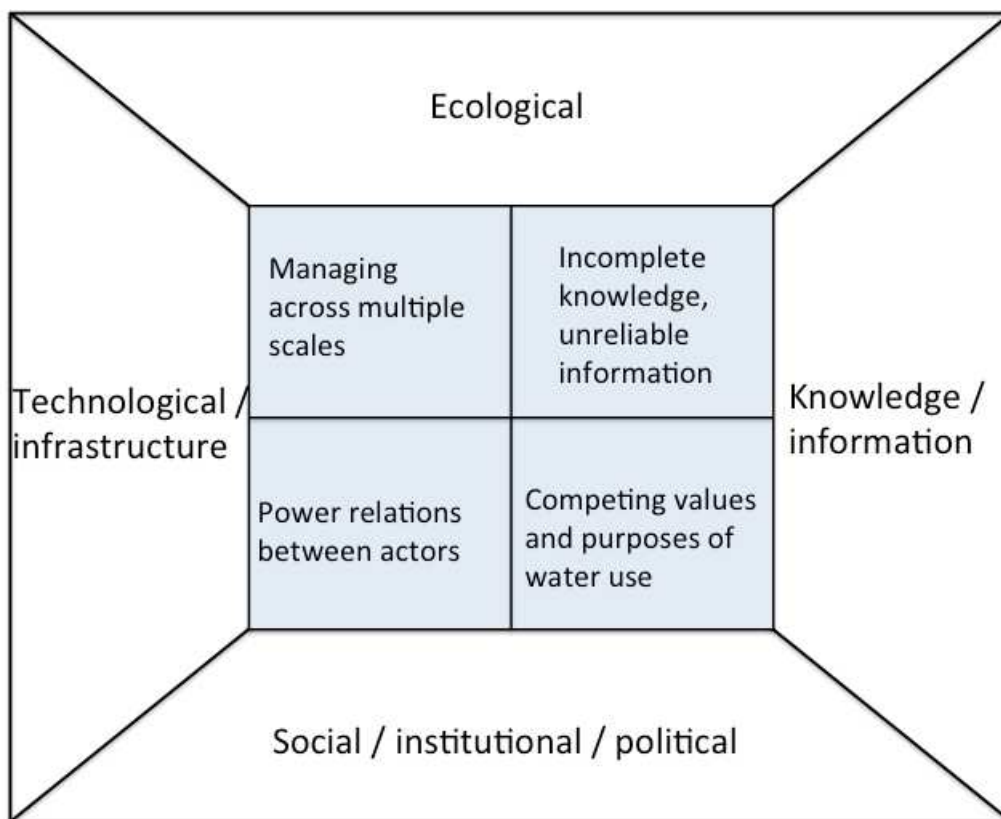 Ecological
Managing
across multiple
scales
Incomplete
knowledge,
unreliable
information
Technological /
infrastructure
Knowledge /
information
Power relations
between actors
Competing values
and purposes of
water use
Social / institutional / political